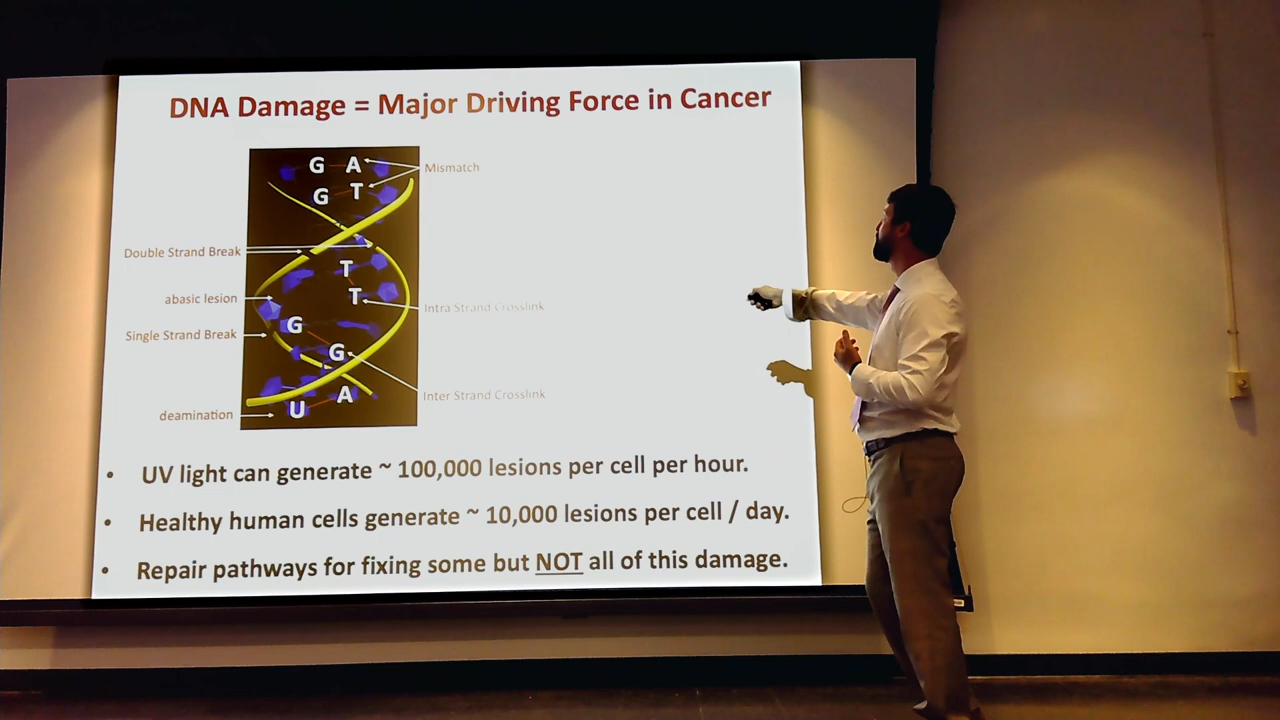 DNA Damage = Major Driving Force in Cancer
G A
Mismatch
G T
Double Strand Break
T
abasic lesion
T
Intra Strand Crosslink
G
Single Strand Break
G
Inter Strand Crosslink
A
deamination
U
• UV light can generate ~ 100,000 lesions per cell per hour.
• Healthy human cells generate ~ 10,000 lesions per cell / day.
• Repair pathways for fixing some but NOT all of this damage.